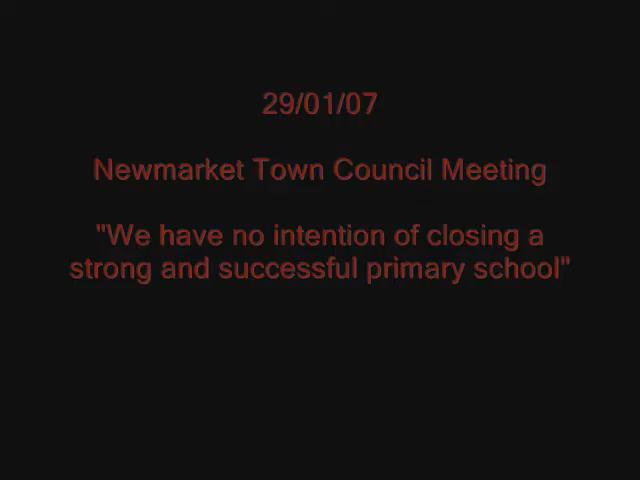 29/01/07
Newmarket Town Council Meeting
"We have no intention of closing a
strong and successful primary school"